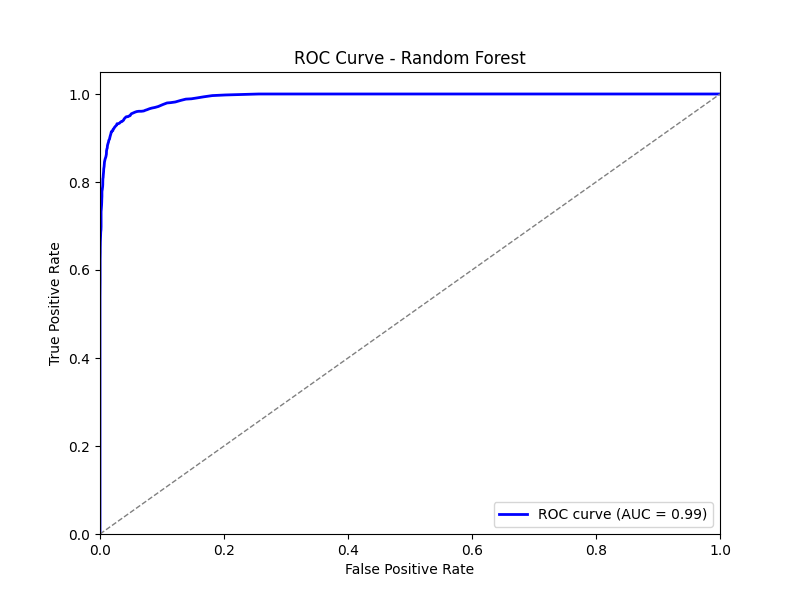 ROC Curve - Random Forest
1.0
0.8
0.6
0.4
0.2
0.0
True Positive Rate
ROC curve (AUC = 0.99)
0.0 0.2 0.4 0.6 0.8 1.0
False Positive Rate